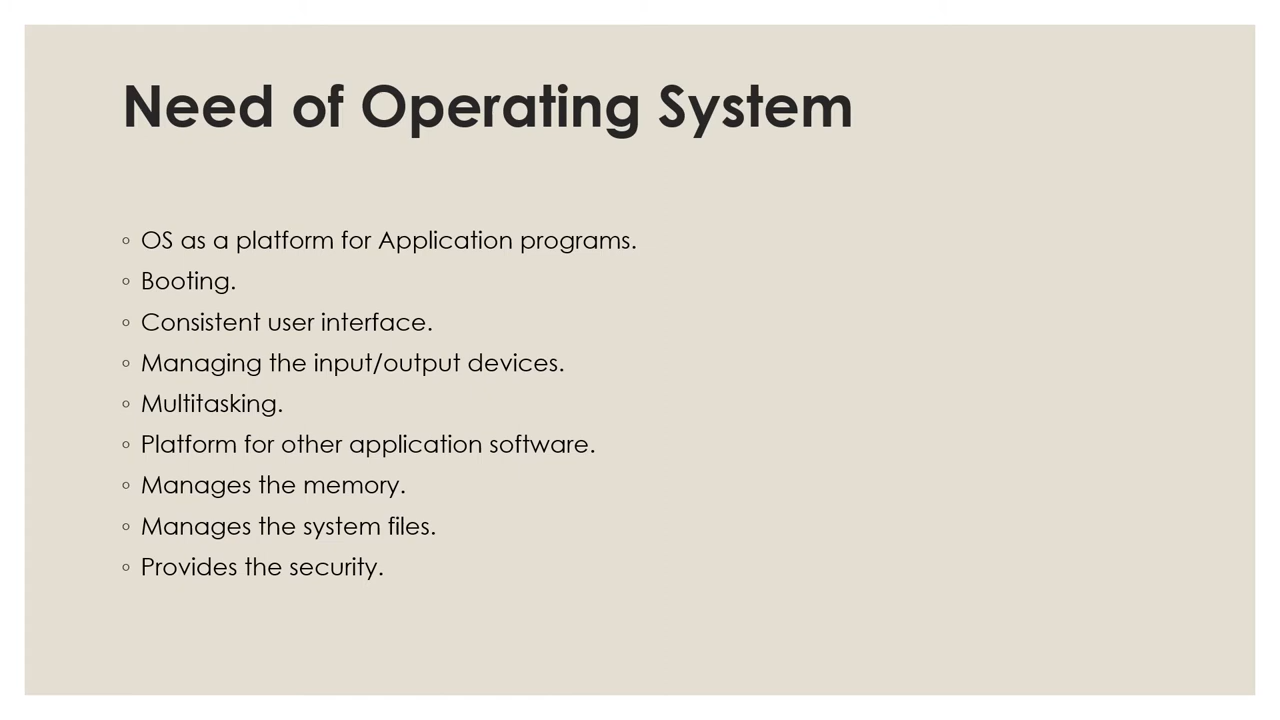 Need of Operating System
◦ OS as a platform for Application programs.
◦ Booting.
◦ Consistent user interface.
◦ Managing the input/output devices.
◦ Multitasking.
◦ Platform for other application software.
◦ Manages the memory.
◦ Manages the system files.
◦ Provides the security.